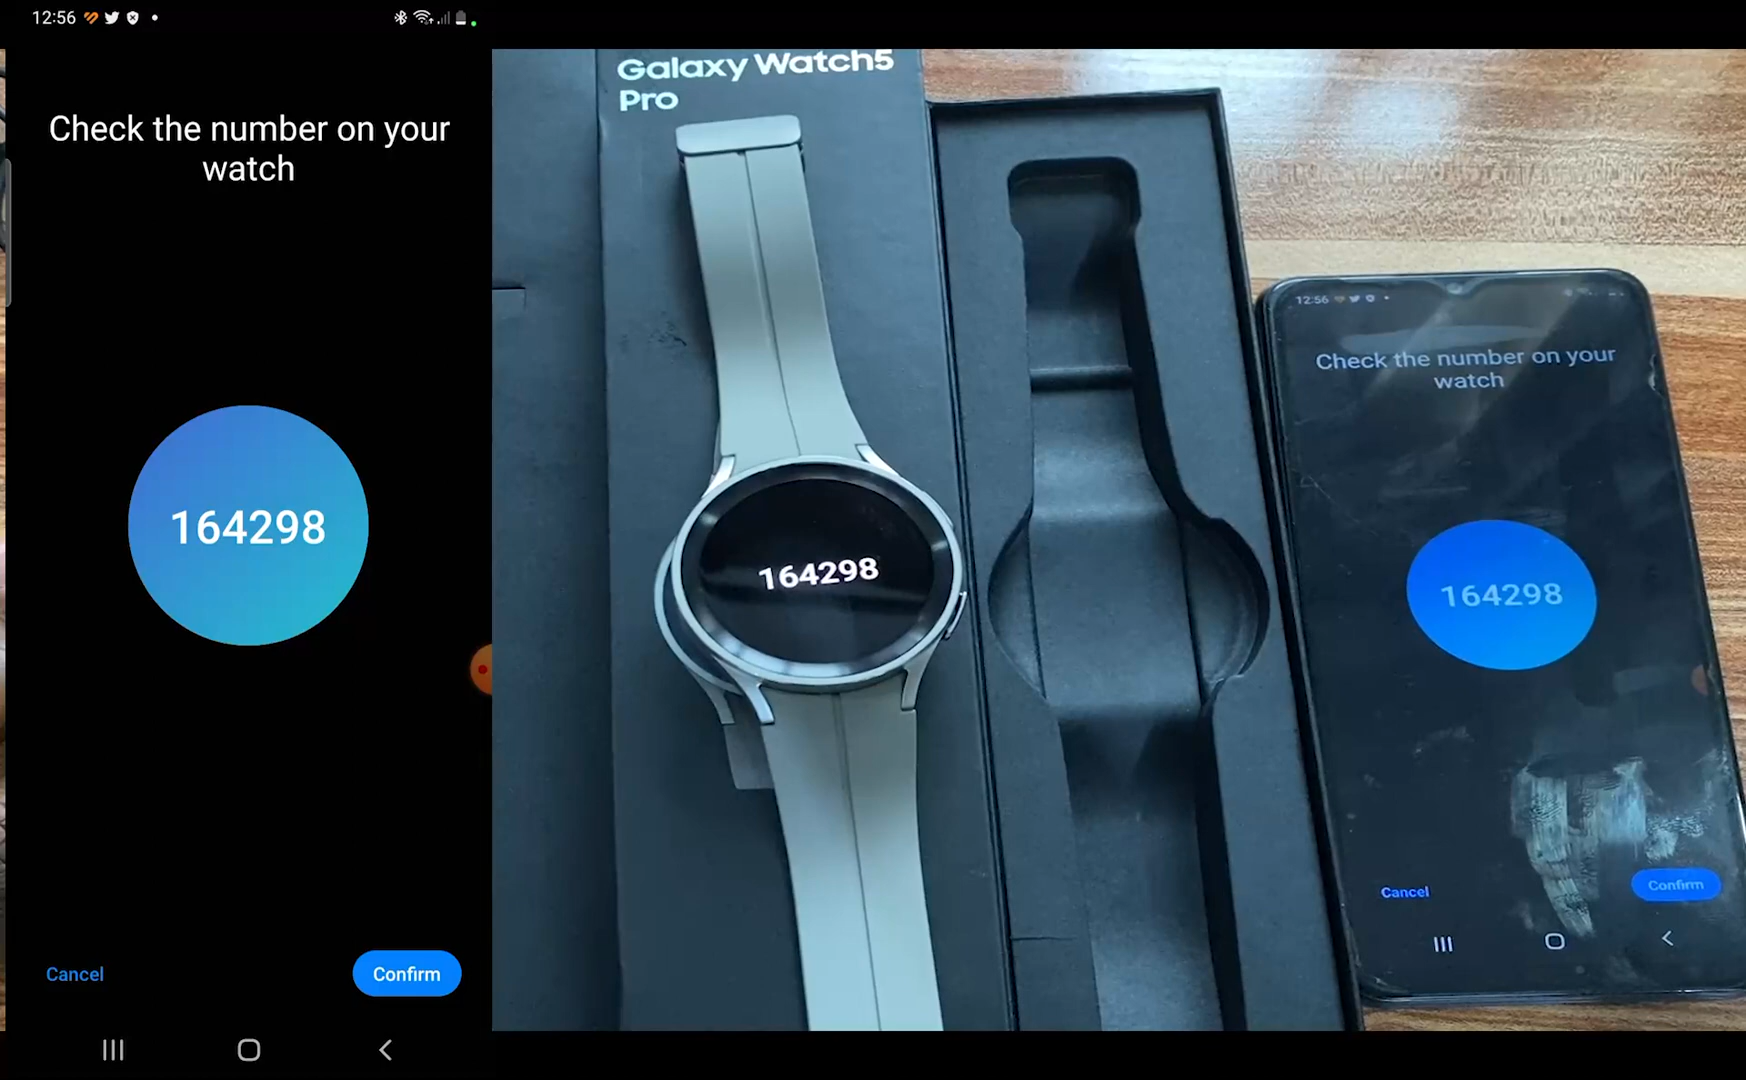 12:56
Check the number on your
watch
164298
Cancel
Confirm
Galaxy Watch5
Pro
164298
12:56
Check the number on your
watch
164298
Cancel
Confirm